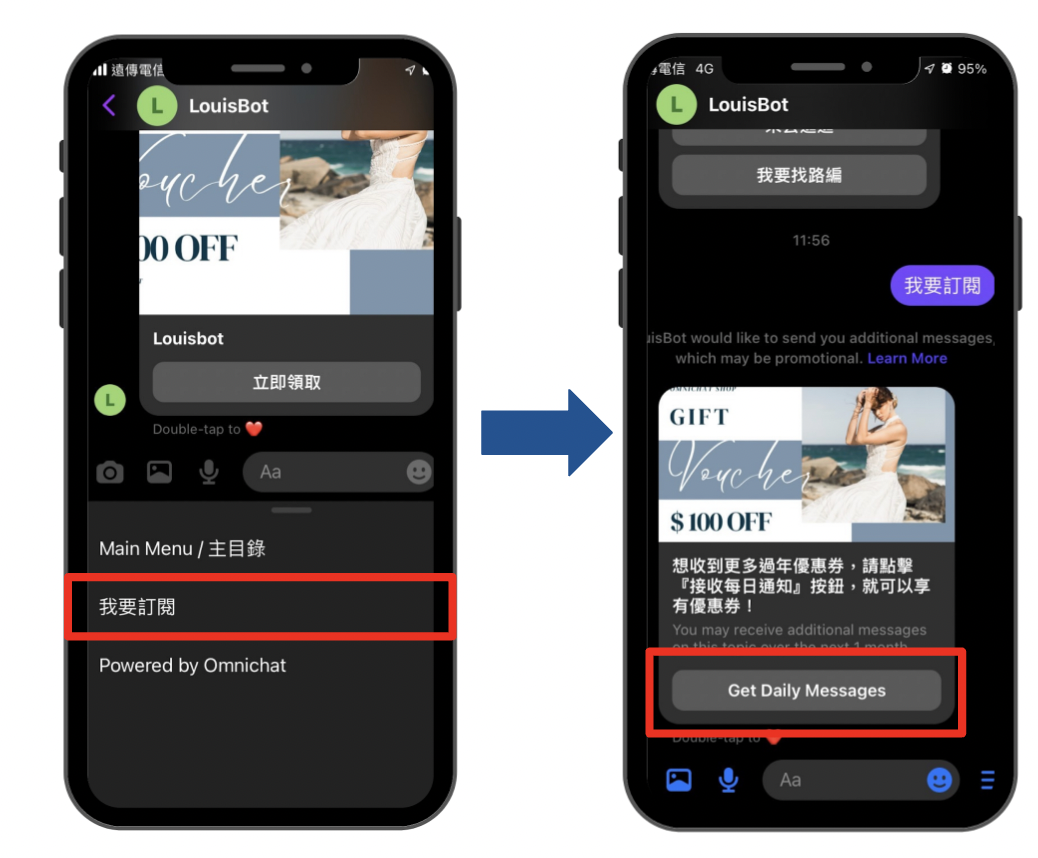 遠傳電信
L LouisBot
Voucher
00 OFF
Louisbot
立即領取
L
Double-tap to ❤️
Aa
Main Menu / 主目錄
我要訂閱
Powered by Omnichat
電信 4G 95%
L LouisBot
我要找路編
11:56
我要訂閱
uisBot would like to send you additional messages,
which may be promotional. Learn More
OMNICHAT SHOP
GIFT
Voucher
$ 100 OFF
想收到更多過年優惠券，請點擊
『接收每日通知』按鈕，就可以享
有優惠券！
You may receive additional messages
on this topic over the next 1 month
Get Daily Messages
Double-tap to ❤️
Aa